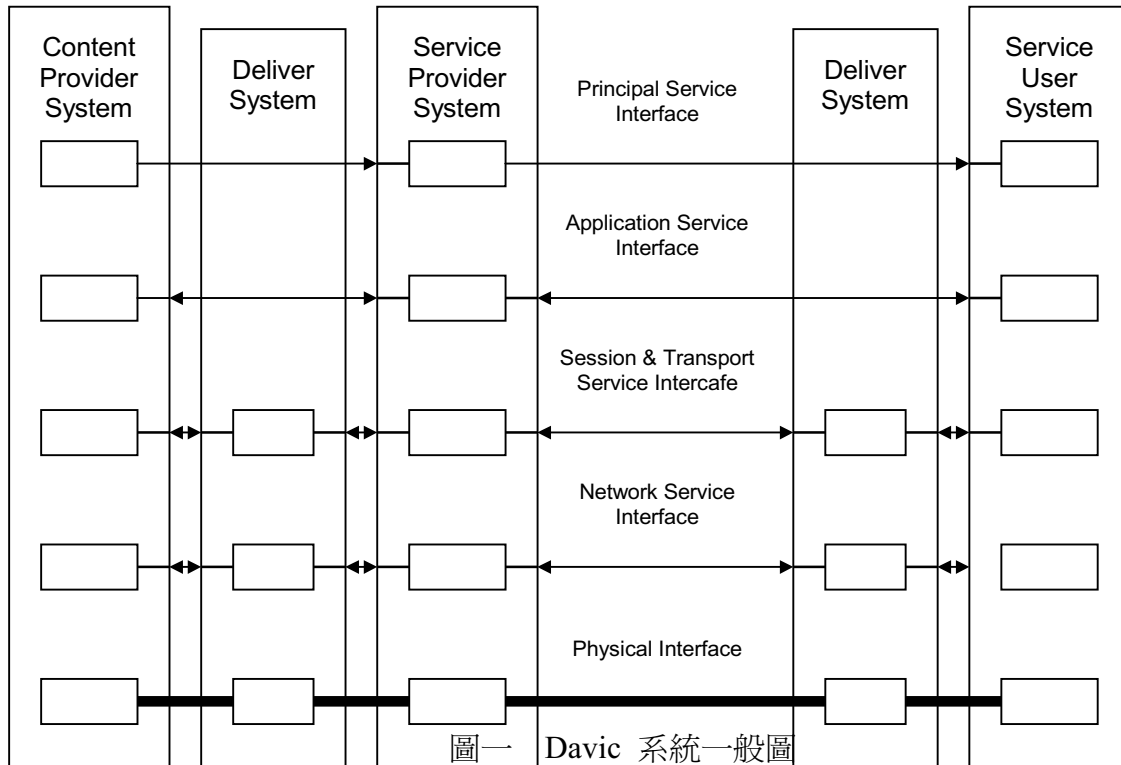 Content
Provider
System
Deliver
System
Service
Provider
System
Principal Service
Interface
Deliver
System
Service
User
System
Application Service
Interface
Session & Transport
Service Intercafe
Network Service
Interface
Physical Interface
圖一 Davic 系統一般圖